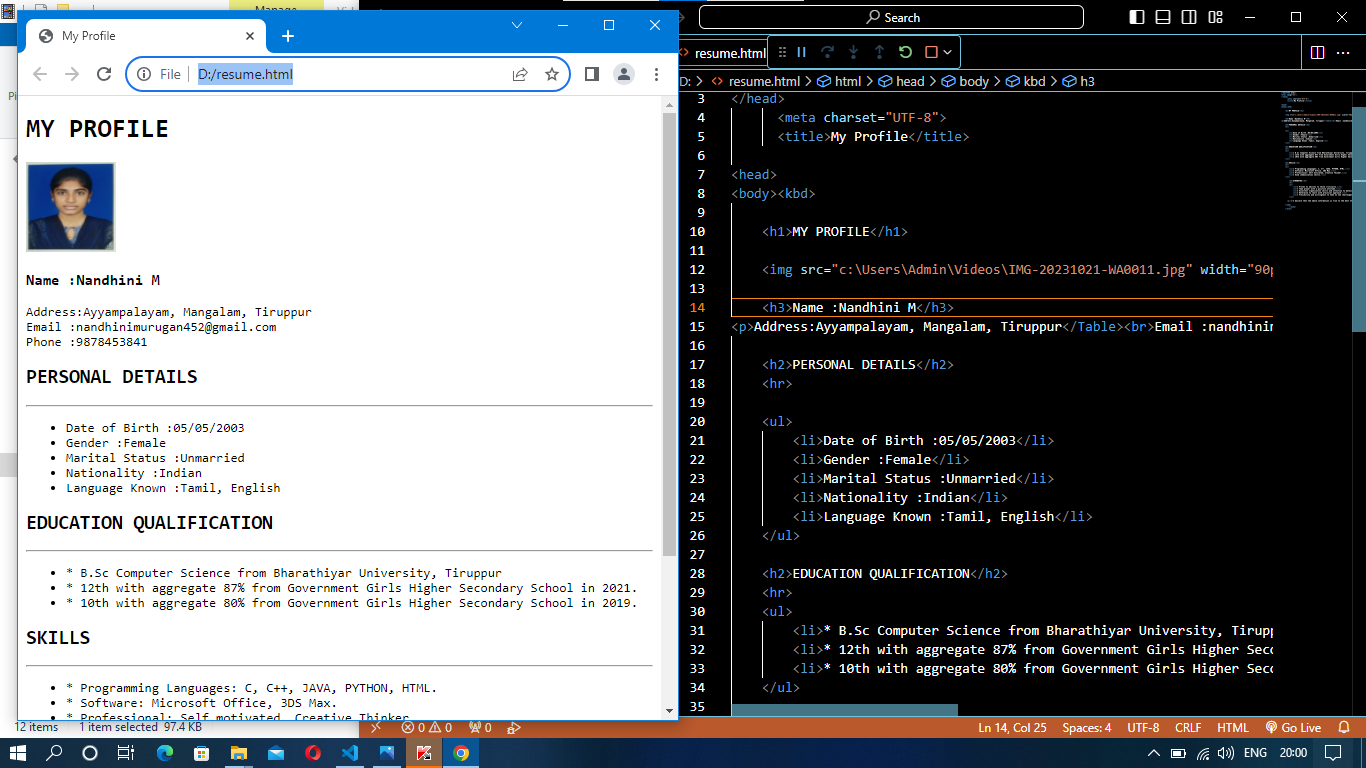 Manage
My Profile
File
D:/resume.html
MY PROFILE
Name :Nandhini M
Address:Ayyampalayam, Mangalam, Tiruppur
Email :nandhinimurugan452@gmail.com
Phone :9878453841
PERSONAL DETAILS
• Date of Birth :05/05/2003
• Gender :Female
• Marital Status :Unmarried
• Nationality :Indian
• Language Known :Tamil, English
EDUCATION QUALIFICATION
• * B.Sc Computer Science from Bharathiyar University, Tiruppur
• * 12th with aggregate 87% from Government Girls Higher Secondary School in 2021.
• * 10th with aggregate 80% from Government Girls Higher Secondary School in 2019.
SKILLS
• * Programming Languages: C, C++, JAVA, PYTHON, HTML.
• * Software: Microsoft Office, 3DS Max.
• * Professional: Self motivated, Creative Thinker
12 items 1 item selected 97.4 KB
Search
resume.html
D: > resume.html > html > head > body > kbd > h3
3 </head>
4 <meta charset="UTF-8">
5 <title>My Profile</title>
6
7 <head>
8 <body><kbd>
9
10 <h1>MY PROFILE</h1>
11
12 <img src="c:\Users\Admin\Videos\IMG-20231021-WA0011.jpg" width="90p
13
14 <h3>Name :Nandhini M</h3>
15 <p>Address:Ayyampalayam, Mangalam, Tiruppur</Table><br>Email :nandhinim
16
17 <h2>PERSONAL DETAILS</h2>
18 <hr>
19
20 <ul>
21 <li>Date of Birth :05/05/2003</li>
22 <li>Gender :Female</li>
23 <li>Marital Status :Unmarried</li>
24 <li>Nationality :Indian</li>
25 <li>Language Known :Tamil, English</li>
26 </ul>
27
28 <h2>EDUCATION QUALIFICATION</h2>
29 <hr>
30 <ul>
31 <li>* B.Sc Computer Science from Bharathiyar University, Tirupp
32 <li>* 12th with aggregate 87% from Government Girls Higher Seco
33 <li>* 10th with aggregate 80% from Government Girls Higher Seco
34 </ul>
35
0 0 0 Ln 14, Col 25 Spaces: 4 UTF-8 CRLF HTML Go Live
ENG 20:00